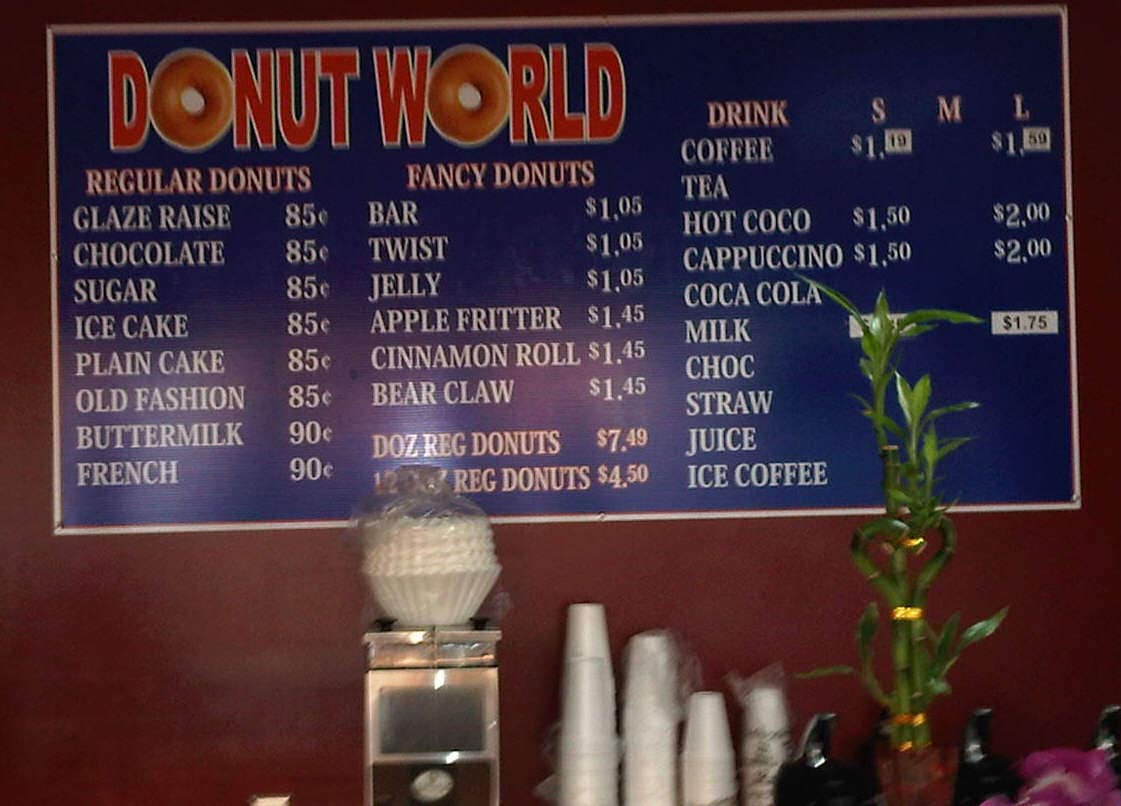 DONUT WORLD
REGULAR DONUTS
GLAZE RAISE 85¢
CHOCOLATE 85¢
SUGAR 85¢
ICE CAKE 85¢
PLAIN CAKE 85¢
OLD FASHION 85¢
BUTTERMILK 90¢
FRENCH 90¢
FANCY DONUTS
BAR $1.05
TWIST $1.05
JELLY $1.05
APPLE FRITTER $1.45
CINNAMON ROLL $1.45
BEAR CLAW $1.45
DOZ REG DONUTS $7.49
REG DONUTS $4.50
DRINK S M L
COFFEE $1.19 $1.59
TEA
HOT COCO $1.50 $2.00
CAPPUCCINO $1.50 $2.00
COCA COLA
MILK $1.75
CHOC
STRAW
JUICE
ICE COFFEE